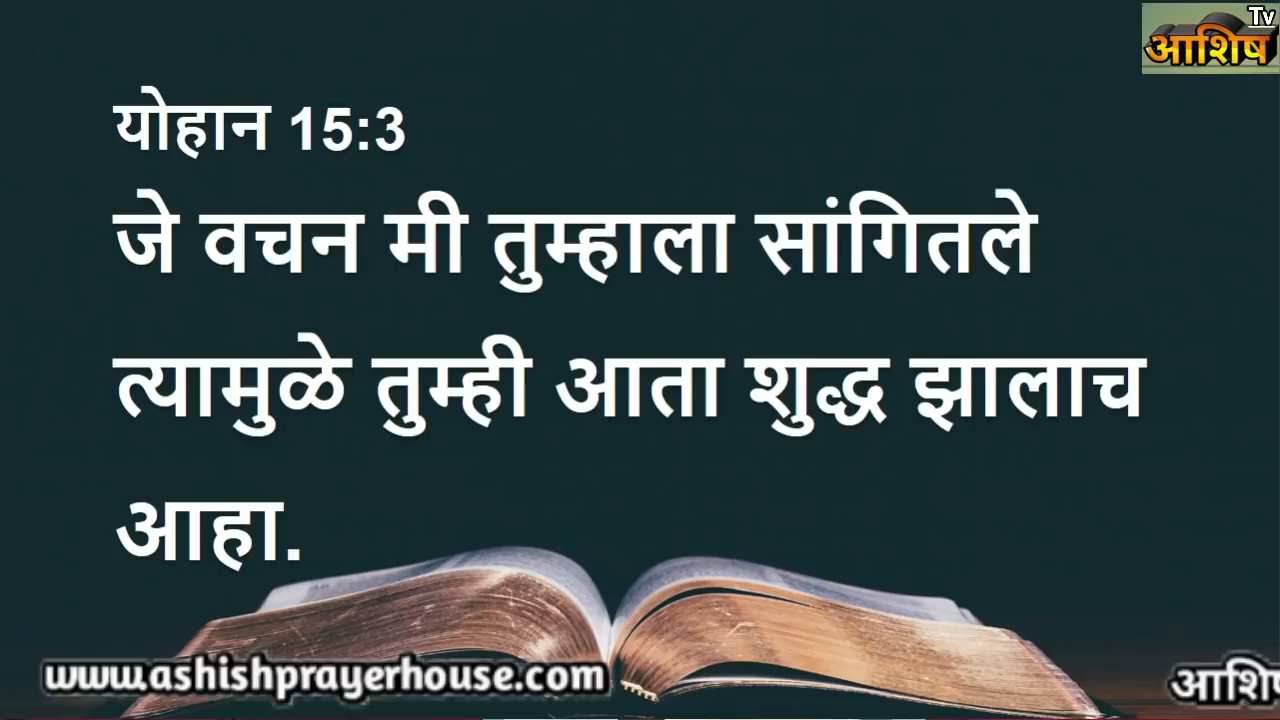 Tv
आशिष
योहान 15:3
जे वचन मी तुम्हाला सांगितले
त्यामुळे तुम्ही आता शुद्ध झालाच
आहा.
www.ashishprayerhouse.com